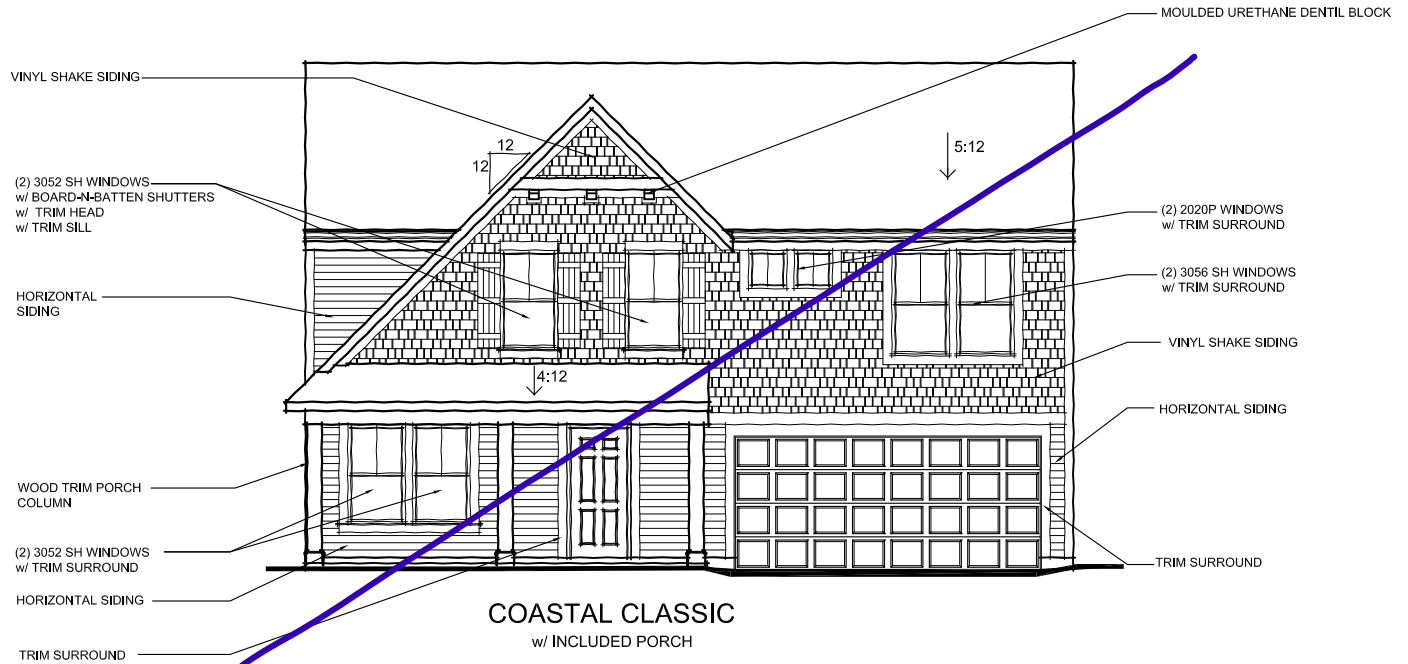 MOULDED URETHANE DENTIL BLOCK
VINYL SHAKE SIDING
12
12
5:12
(2) 3052 SH WINDOWS
w/ BOARD-N-BATTEN SHUTTERS
w/ TRIM HEAD
w/ TRIM SILL
(2) 2020P WINDOWS
w/ TRIM SURROUND
(2) 3056 SH WINDOWS
w/ TRIM SURROUND
HORIZONTAL
SIDING
VINYL SHAKE SIDING
4:12
HORIZONTAL SIDING
WOOD TRIM PORCH
COLUMN
(2) 3052 SH WINDOWS
w/ TRIM SURROUND
TRIM SURROUND
HORIZONTAL SIDING
COASTAL CLASSIC
w/ INCLUDED PORCH
TRIM SURROUND